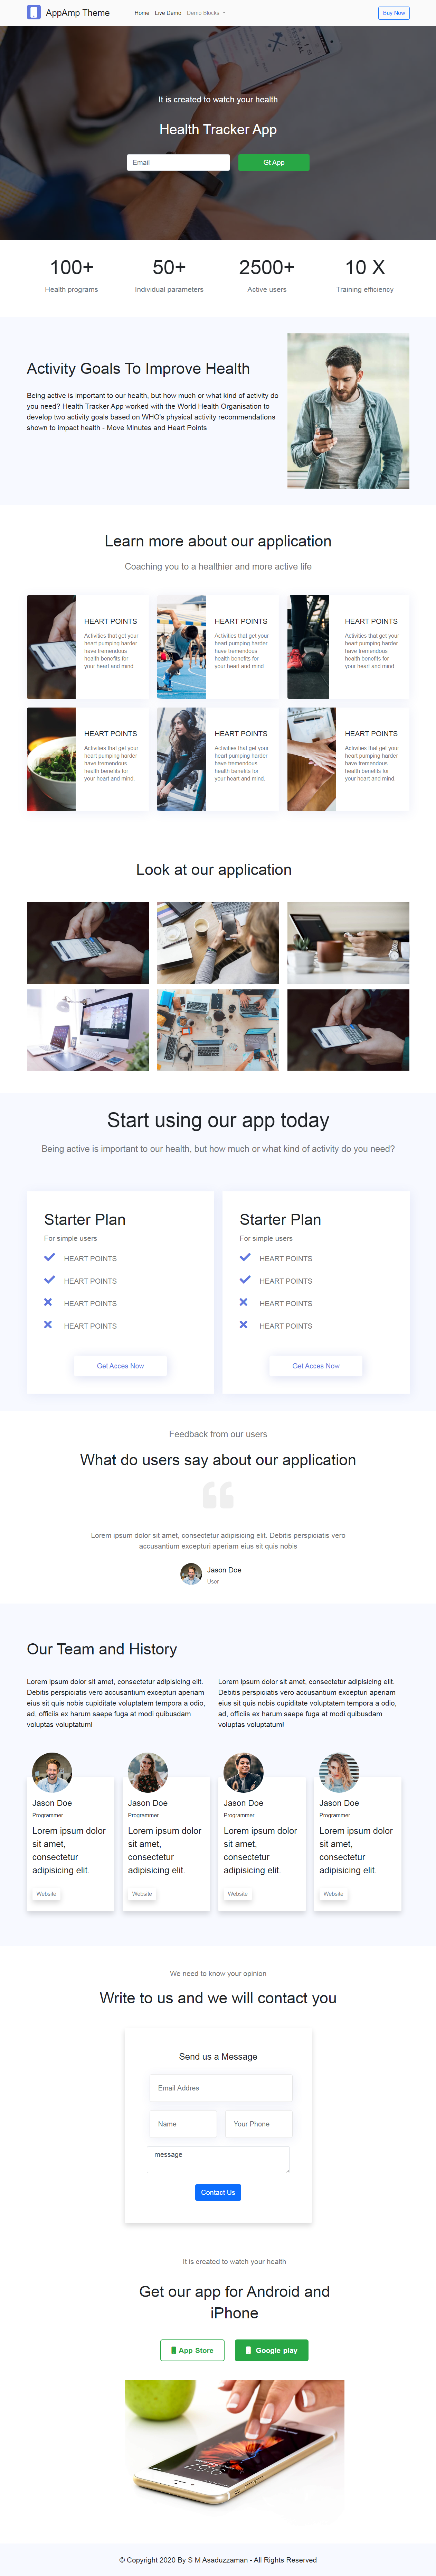 AppAmp Theme
Home Live Demo Demo Blocks
Buy Now
It is created to watch your health
Health Tracker App
Email
Gt App
100+
Health programs
50+
Individual parameters
2500+
Active users
10 X
Training efficiency
Activity Goals To Improve Health
Being active is important to our health, but how much or what kind of activity do
you need? Health Tracker App worked with the World Health Organisation to
develop two activity goals based on WHO's physical activity recommendations
shown to impact health - Move Minutes and Heart Points
Learn more about our application
Coaching you to a healthier and more active life
HEART POINTS
Activities that get your
heart pumping harder
have tremendous
health benefits for
your heart and mind.
HEART POINTS
Activities that get your
heart pumping harder
have tremendous
health benefits for
your heart and mind.
HEART POINTS
Activities that get your
heart pumping harder
have tremendous
health benefits for
your heart and mind.
HEART POINTS
Activities that get your
heart pumping harder
have tremendous
health benefits for
your heart and mind.
HEART POINTS
Activities that get your
heart pumping harder
have tremendous
health benefits for
your heart and mind.
HEART POINTS
Activities that get your
heart pumping harder
have tremendous
health benefits for
your heart and mind.
Look at our application
Start using our app today
Being active is important to our health, but how much or what kind of activity do you need?
Starter Plan
For simple users
HEART POINTS
HEART POINTS
HEART POINTS
HEART POINTS
Get Acces Now
Starter Plan
For simple users
HEART POINTS
HEART POINTS
HEART POINTS
HEART POINTS
Get Acces Now
Feedback from our users
What do users say about our application
Lorem ipsum dolor sit amet, consectetur adipisicing elit. Debitis perspiciatis vero
accusantium excepturi aperiam eius sit quis nobis
Jason Doe
User
Our Team and History
Lorem ipsum dolor sit amet, consectetur adipisicing elit.
Debitis perspiciatis vero accusantium excepturi aperiam
eius sit quis nobis cupiditate voluptatem tempora a odio,
ad, officiis ex harum saepe fuga at modi quibusdam
voluptas voluptatum!
Lorem ipsum dolor sit amet, consectetur adipisicing elit.
Debitis perspiciatis vero accusantium excepturi aperiam
eius sit quis nobis cupiditate voluptatem tempora a odio,
ad, officiis ex harum saepe fuga at modi quibusdam
voluptas voluptatum!
Jason Doe
Programmer
Lorem ipsum dolor
sit amet,
consectetur
adipisicing elit.
Website
Jason Doe
Programmer
Lorem ipsum dolor
sit amet,
consectetur
adipisicing elit.
Website
Jason Doe
Programmer
Lorem ipsum dolor
sit amet,
consectetur
adipisicing elit.
Website
Jason Doe
Programmer
Lorem ipsum dolor
sit amet,
consectetur
adipisicing elit.
Website
We need to know your opinion
Write to us and we will contact you
Send us a Message
Email Addres
Name
Your Phone
message
Contact Us
It is created to watch your health
Get our app for Android and
iPhone
App Store
Google play
© Copyright 2020 By S M Asaduzzaman - All Rights Reserved